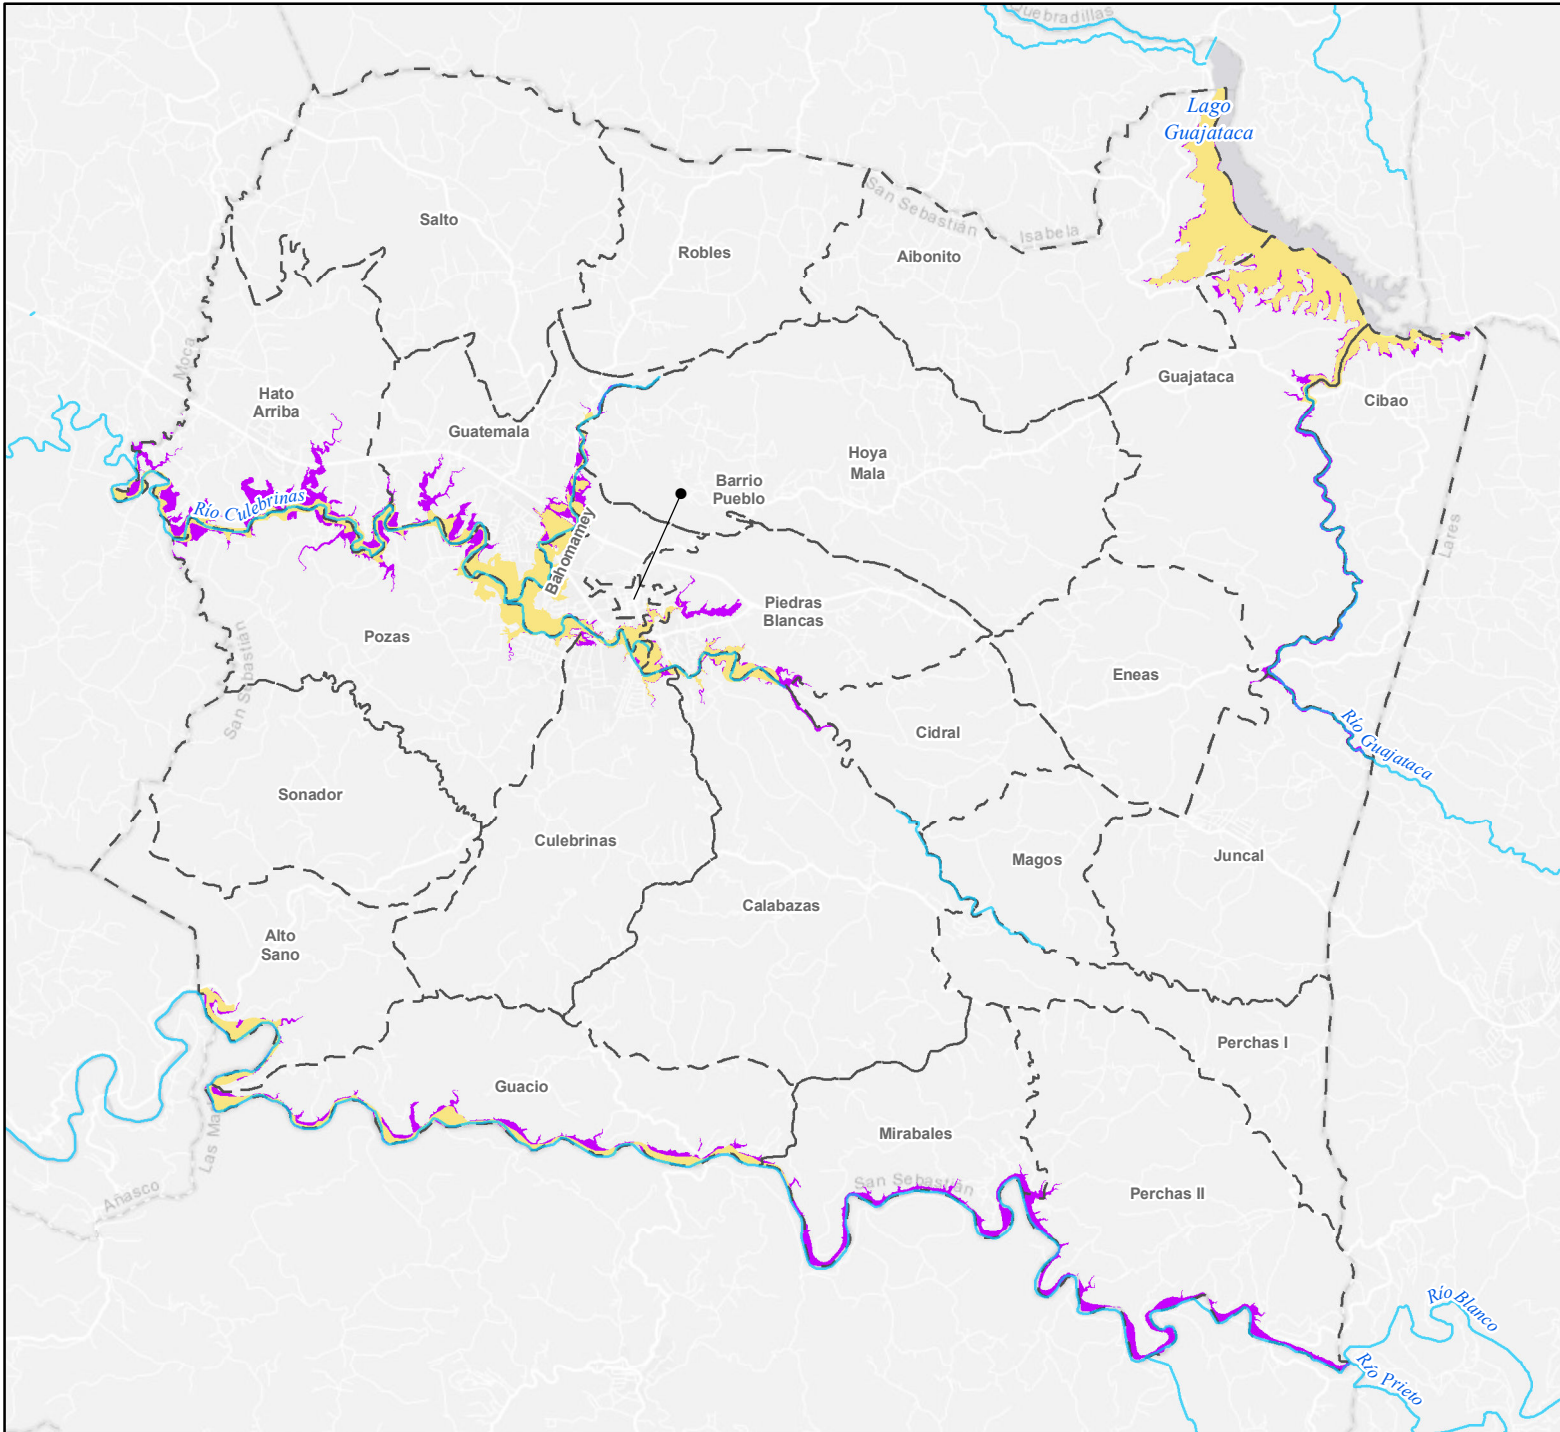 Quebradillas
Lago
Guajataca
San Sebastián
Isabela
Salto
Robles
Aibonito
Moca
Hato
Arriba
Guatemala
Guajataca
Cibao
Hoya
Mala
Barrio
Pueblo
Río Culebrinas
Bahomamey
Lares
Piedras
Blancas
Pozas
San Sebastián
Eneas
Cidral
Río Guajataca
Sonador
Culebrinas
Magos
Juncal
Calabazas
Alto
Sano
Perchas I
Guacio
Las Ma
Mirabales
San Sebastián
Perchas II
Añasco
Río Blanco
Río Prieto